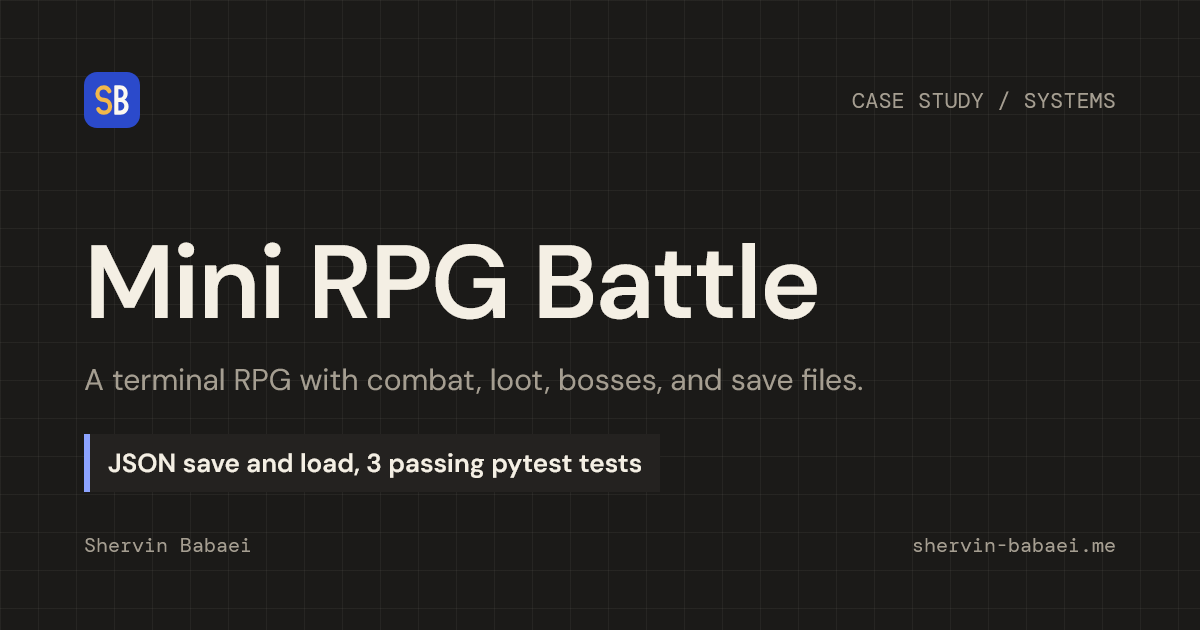 SB
CASE STUDY / SYSTEMS
Mini RPG Battle
A terminal RPG with combat, loot, bosses, and save files.
JSON save and load, 3 passing pytest tests
Shervin Babaei
shervin-babaei.me